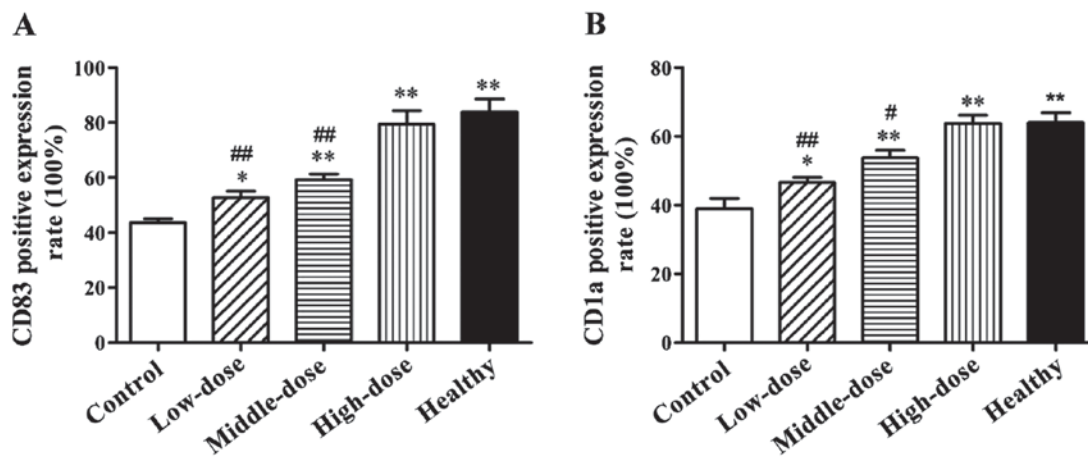 A
CD83 positive expression
rate (100%)
100
80
60
40
20
0
##
*
##
**
**
**
Control
Low-dose
Middle-dose
High-dose
Healthy
B
CD1a positive expression
rate (100%)
80
60
40
20
0
##
*
#
**
**
**
Control
Low-dose
Middle-dose
High-dose
Healthy